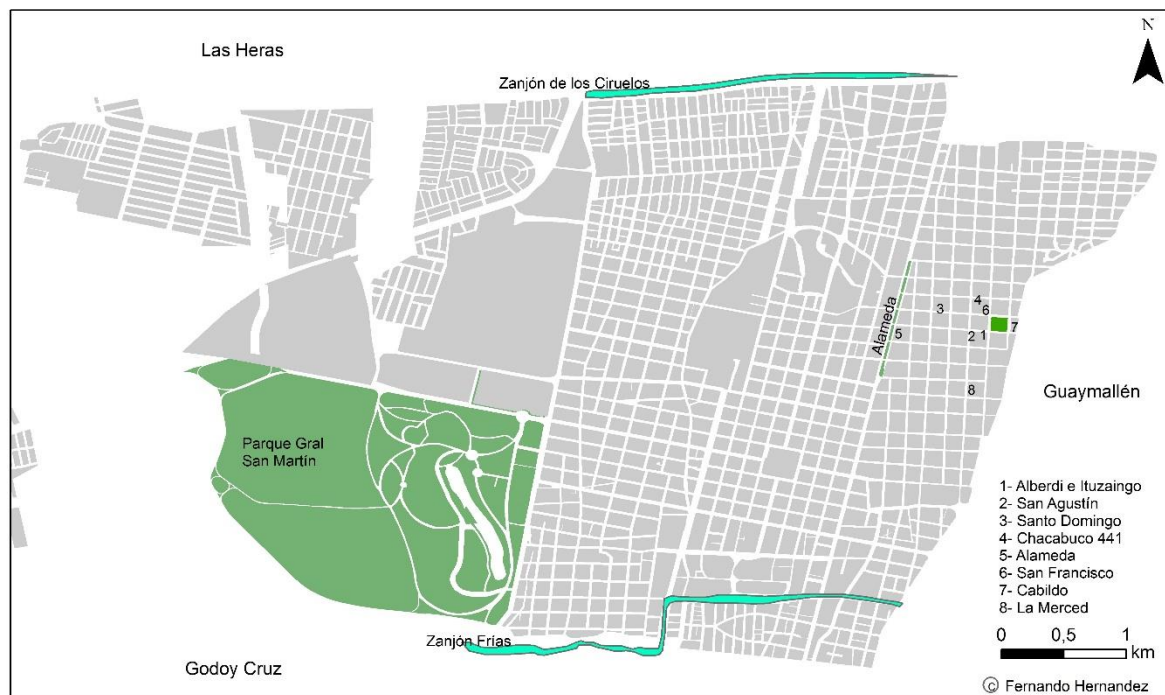 Las Heras
N
Zanjón de los Ciruelos
Alameda
4
3
6
7
5
2
1
8
Guaymallén
Parque Gral
San Martín
1- Alberdi e Ituzaingo
2- San Agustín
3- Santo Domingo
4- Chacabuco 441
5- Alameda
6- San Francisco
7- Cabildo
8- La Merced
0 0,5 1
km
Zanjón Frías
Godoy Cruz
© Fernando Hernandez